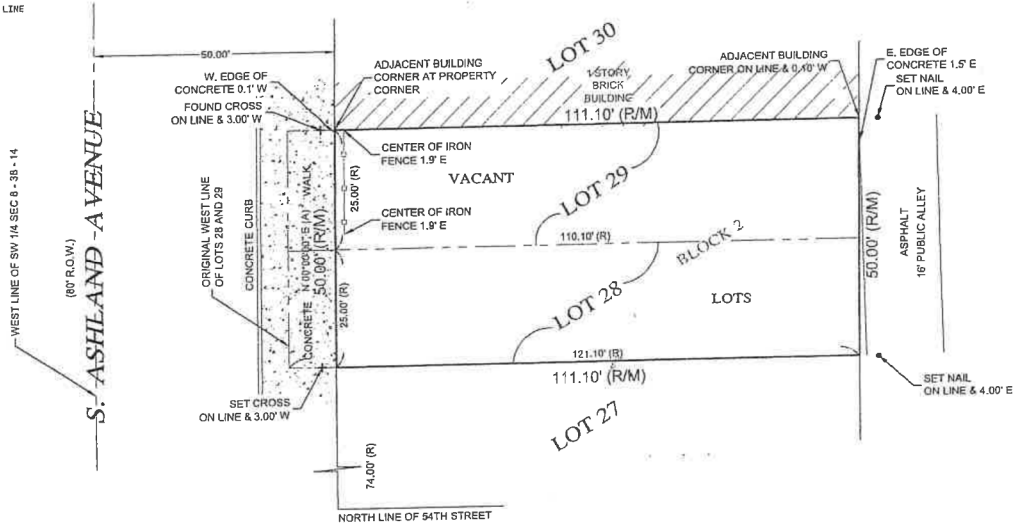 LINE
50.00'
W. EDGE OF
CONCRETE 0.1' W
FOUND CROSS
ON LINE & 3.00' W
ADJACENT BUILDING
CORNER AT PROPERTY
CORNER
LOT 30
1-STORY
BRICK
BUILDING
111.10' (R/M)
ADJACENT BUILDING
CORNER ON LINE & 0.10' W
E. EDGE OF
CONCRETE 1.5' E
SET NAIL
ON LINE & 4.00' E
WEST LINE OF SW 1/4 SEC 8 - 38 - 14
(80' R.O.W.)
S. ASHLAND AVENUE
ORIGINAL WEST LINE
OF LOTS 28 AND 29
CONCRETE CURB
CONCRETE WALK
N 00°00'00" E (A)
50.00' (R/M)
CENTER OF IRON
FENCE 1.9' E
25.00' (R)
CENTER OF IRON
FENCE 1.9' E
VACANT
LOT 29
110.10' (R)
BLOCK 2
LOT 28
LOTS
25.00' (R)
121.10' (R)
111.10' (R/M)
50.00' (R/M)
ASPHALT
16' PUBLIC ALLEY
SET NAIL
ON LINE & 4.00' E
SET CROSS
ON LINE & 3.00' W
LOT 27
74.00' (R)
NORTH LINE OF 54TH STREET